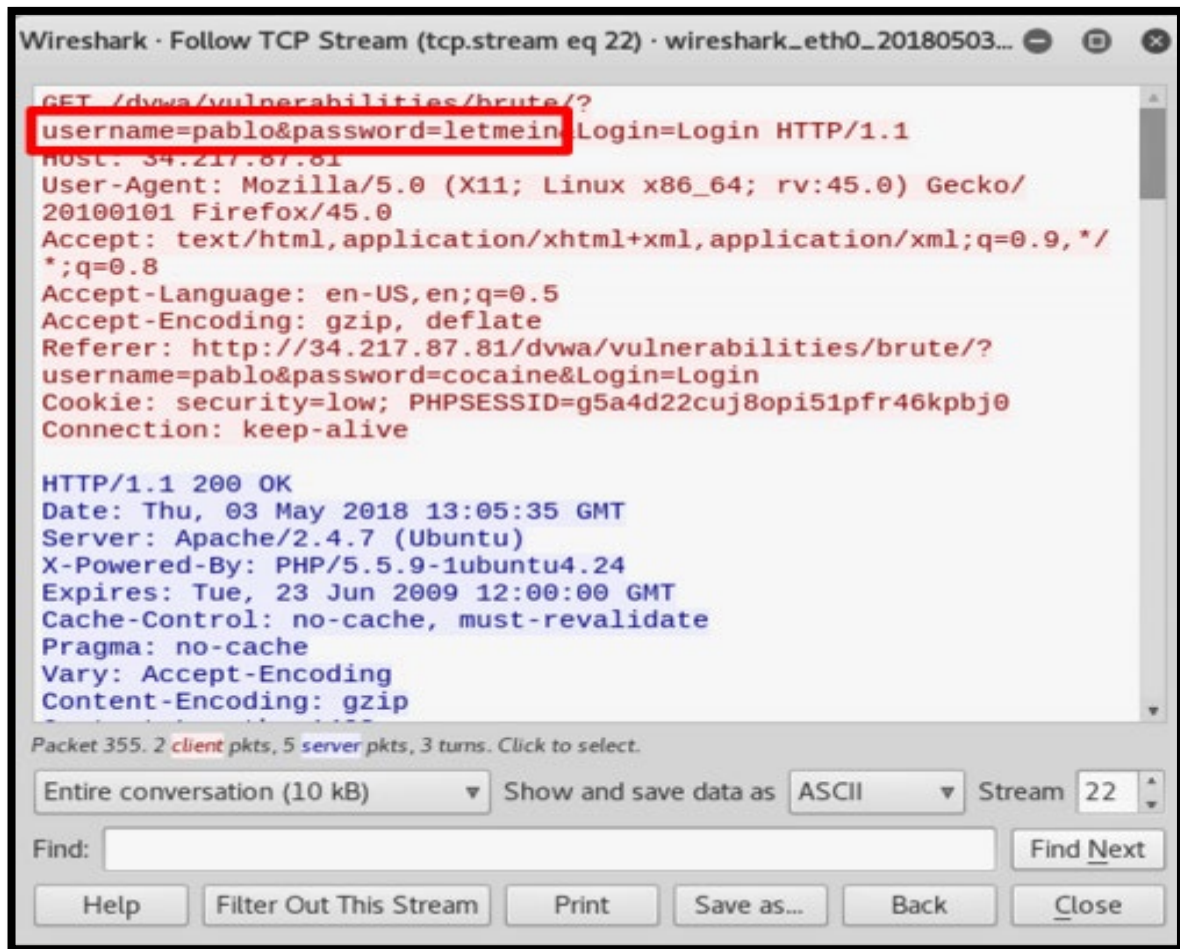 Wireshark · Follow TCP Stream (tcp.stream eq 22) · wireshark_eth0_20180503...
GET /dvwa/vulnerabilities/brute/?
username=pablo&password=letmein&Login=Login HTTP/1.1
Host: 34.217.87.81
User-Agent: Mozilla/5.0 (X11; Linux x86_64; rv:45.0) Gecko/
20100101 Firefox/45.0
Accept: text/html,application/xhtml+xml,application/xml;q=0.9,*/
*;q=0.8
Accept-Language: en-US,en;q=0.5
Accept-Encoding: gzip, deflate
Referer: http://34.217.87.81/dvwa/vulnerabilities/brute/?
username=pablo&password=cocaine&Login=Login
Cookie: security=low; PHPSESSID=g5a4d22cuj8opi51pfr46kpbj0
Connection: keep-alive
HTTP/1.1 200 OK
Date: Thu, 03 May 2018 13:05:35 GMT
Server: Apache/2.4.7 (Ubuntu)
X-Powered-By: PHP/5.5.9-1ubuntu4.24
Expires: Tue, 23 Jun 2009 12:00:00 GMT
Cache-Control: no-cache, must-revalidate
Pragma: no-cache
Vary: Accept-Encoding
Content-Encoding: gzip
Packet 355. 2 client pkts, 5 server pkts, 3 turns. Click to select.
Entire conversation (10 kB) Show and save data as ASCII Stream 22
Find: Find Next
Help Filter Out This Stream Print Save as... Back Close